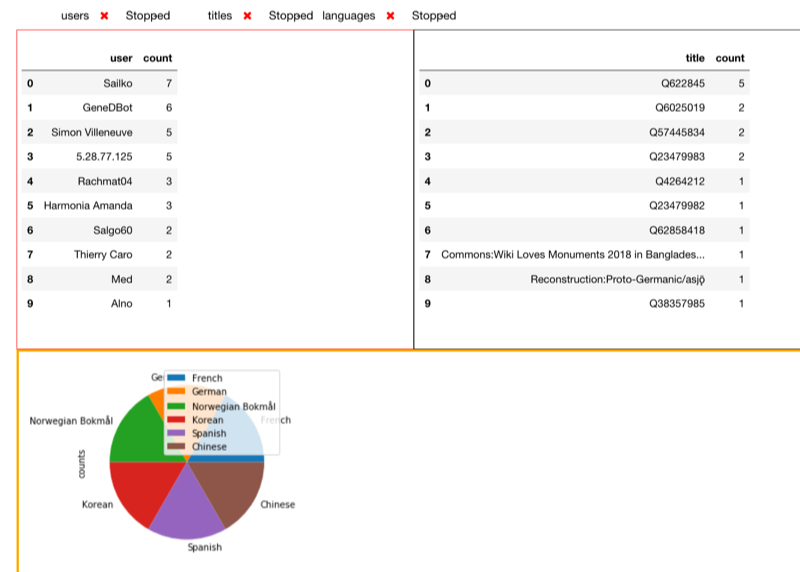 users ✖ Stopped titles ✖ Stopped languages ✖ Stopped
user count
0 Sailko 7
1 GeneDBot 6
2 Simon Villeneuve 5
3 5.28.77.125 5
4 Rachmat04 3
5 Harmonia Amanda 3
6 Salgo60 2
7 Thierry Caro 2
8 Med 2
9 Alno 1
title count
0 Q622845 5
1 Q6025019 2
2 Q57445834 2
3 Q23479983 2
4 Q4264212 1
5 Q23479982 1
6 Q62858418 1
7 Commons:Wiki Loves Monuments 2018 in Banglades... 1
8 Reconstruction:Proto-Germanic/asjǭ 1
9 Q38357985 1
French
German
Norwegian Bokmål
Korean
Spanish
Chinese
French
Norwegian Bokmål
counts
Korean
Chinese
Spanish